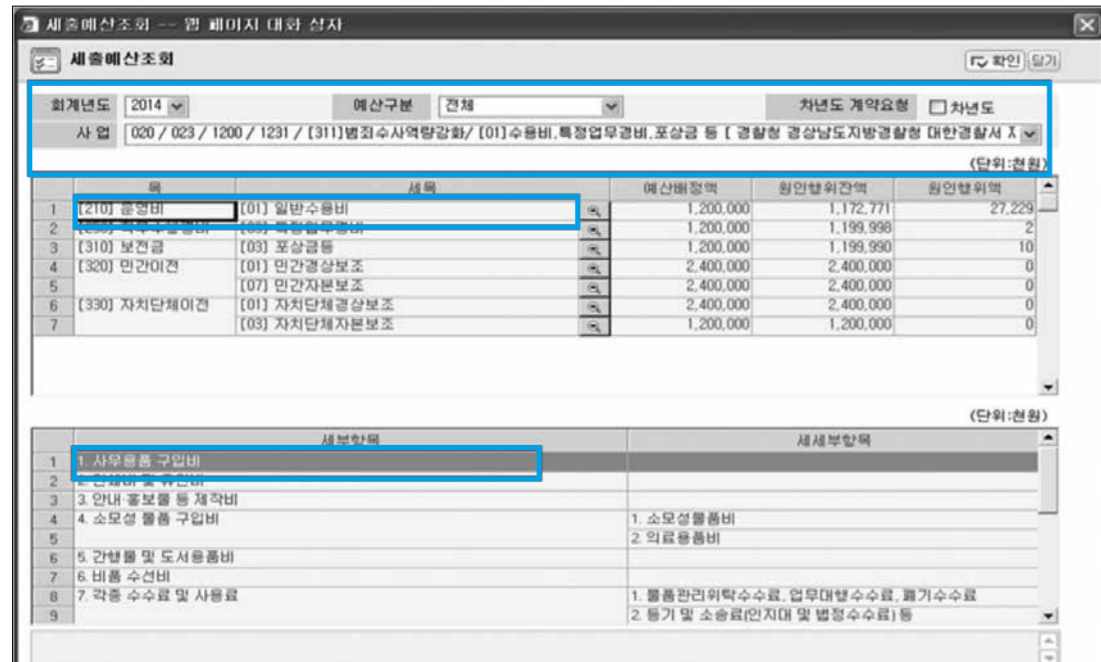 세출예산조회 -- 웹 페이지 대화 상자
세출예산조회 확인 닫기
회계년도 2014 예산구분 전체 차년도 계약요청 차년도
사 업 020 / 023 / 1200 / 1231 / [311]범죄수사역량강화/ [01]수용비,특정업무경비,포상금 등 [ 경찰청 경상남도지방경찰청 대한경찰서
(단위:천원)
목 세목 예산배정액 원인행위잔액 원인행위액
1 [210] 운영비 [01] 일반수용비 1,200,000 1,172,771 27,229
2 1,200,000 1,199,998 2
3 [310] 보전금 [03] 포상금등 1,200,000 1,199,990 10
4 [320] 민간이전 [01] 민간경상보조 2,400,000 2,400,000 0
5 [07] 민간자본보조 2,400,000 2,400,000 0
6 [330] 자치단체이전 [01] 자치단체경상보조 2,400,000 2,400,000 0
7 [03] 자치단체자본보조 1,200,000 1,200,000 0
(단위:천원)
세부항목 세세부항목
1 1. 사무용품 구입비
2
3 3. 안내·홍보물 등 제작비
4 4. 소모성 물품 구입비 1. 소모성물품비
5 2. 의료용품비
6 5. 간행물 및 도서용품비
7 6. 비품 수선비
8 7. 각종 수수료 및 사용료 1. 물품관리위탁수수료, 업무대행수수료, 폐기수수료
9 2. 등기 및 소송료(인지대 및 법정수수료) 등